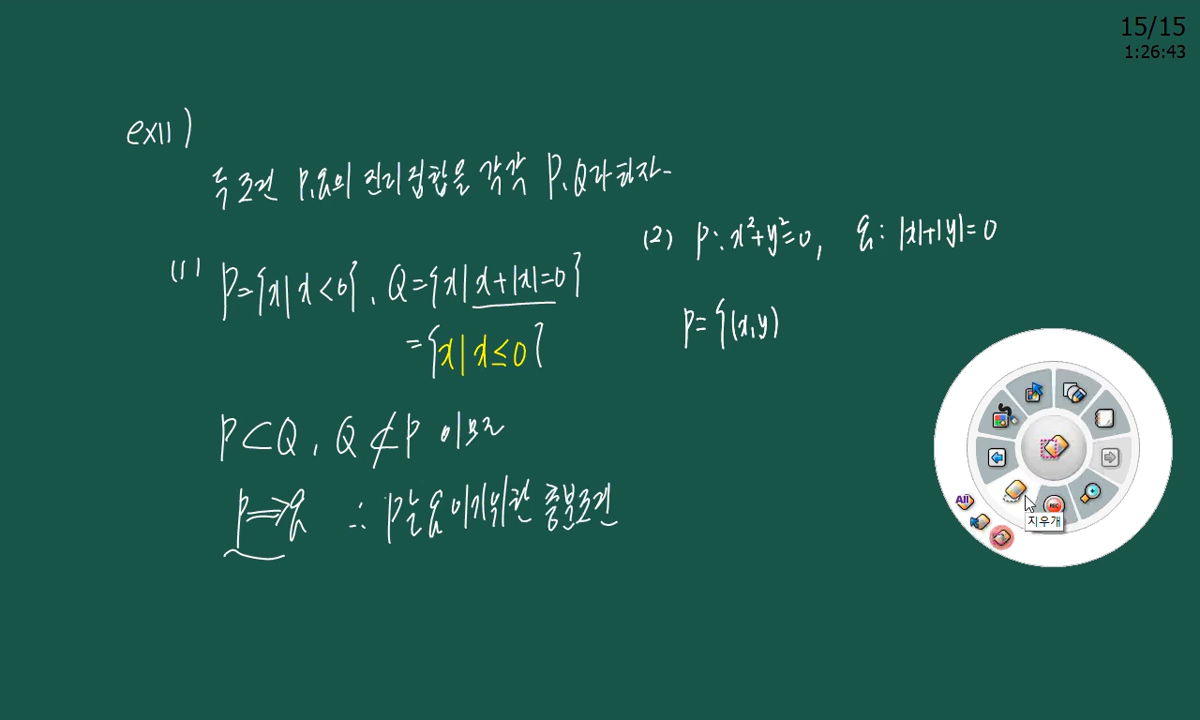 15/15
1:26:43
ex11)
두 조건 p, q의 진리집합을 각각 P, Q라 하자.
(1) P={x|x<0}, Q={x|x+|x|=0}
={x|x≤0}
P⊂Q, Q⊄P 이므로
p⟹q ∴ p는 q이기위한 충분조건
(2) p: x²+y²=0, q: |x|+|y|=0
P={(x,y)
All
REC
지우개